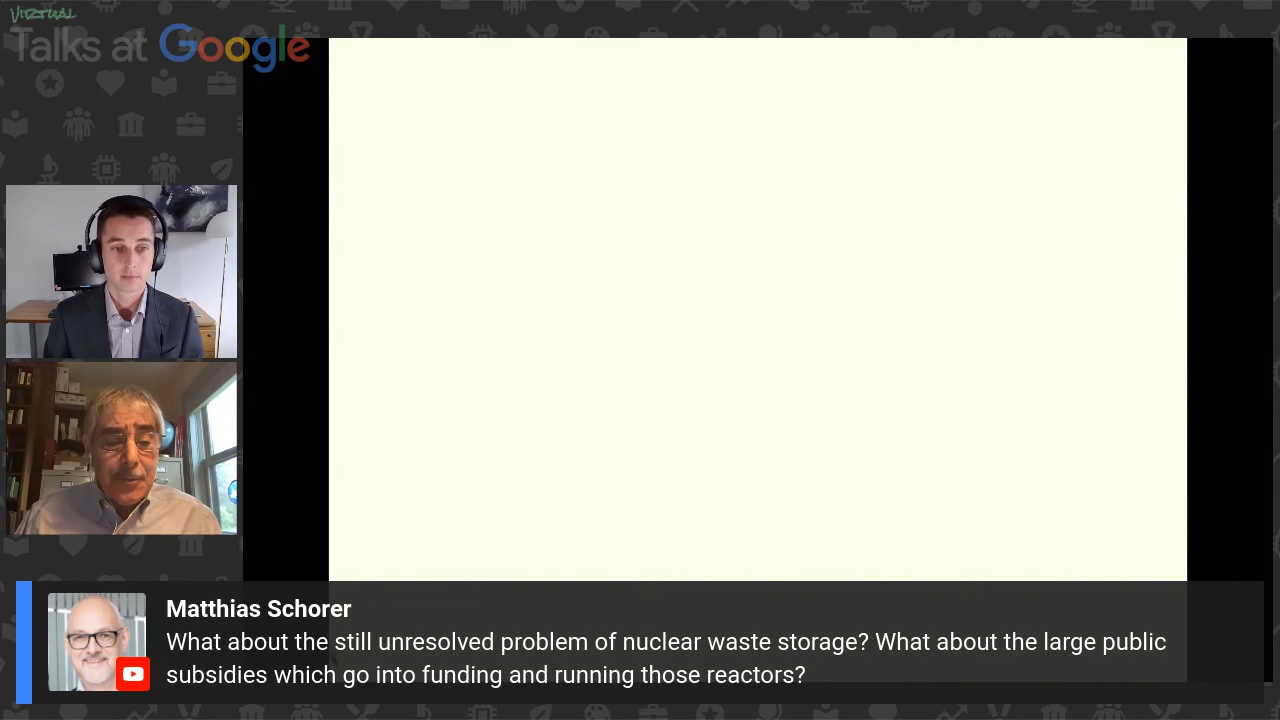 VIRTUAL
Talks at Google
Matthias Schorer
What about the still unresolved problem of nuclear waste storage? What about the large public
subsidies which go into funding and running those reactors?